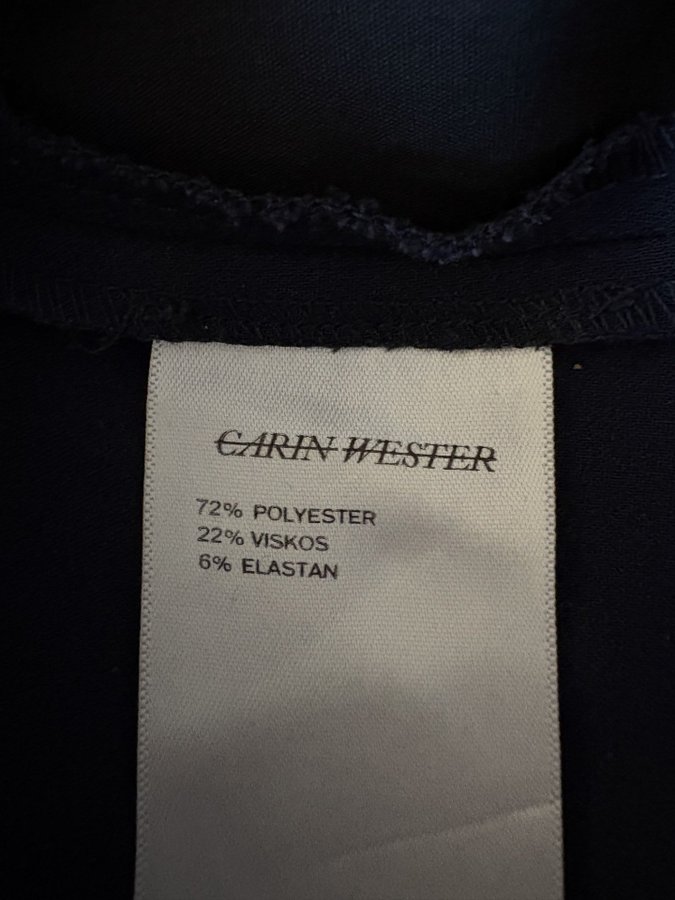 CARIN WESTER
72% POLYESTER
22% VISKOS
6% ELASTAN